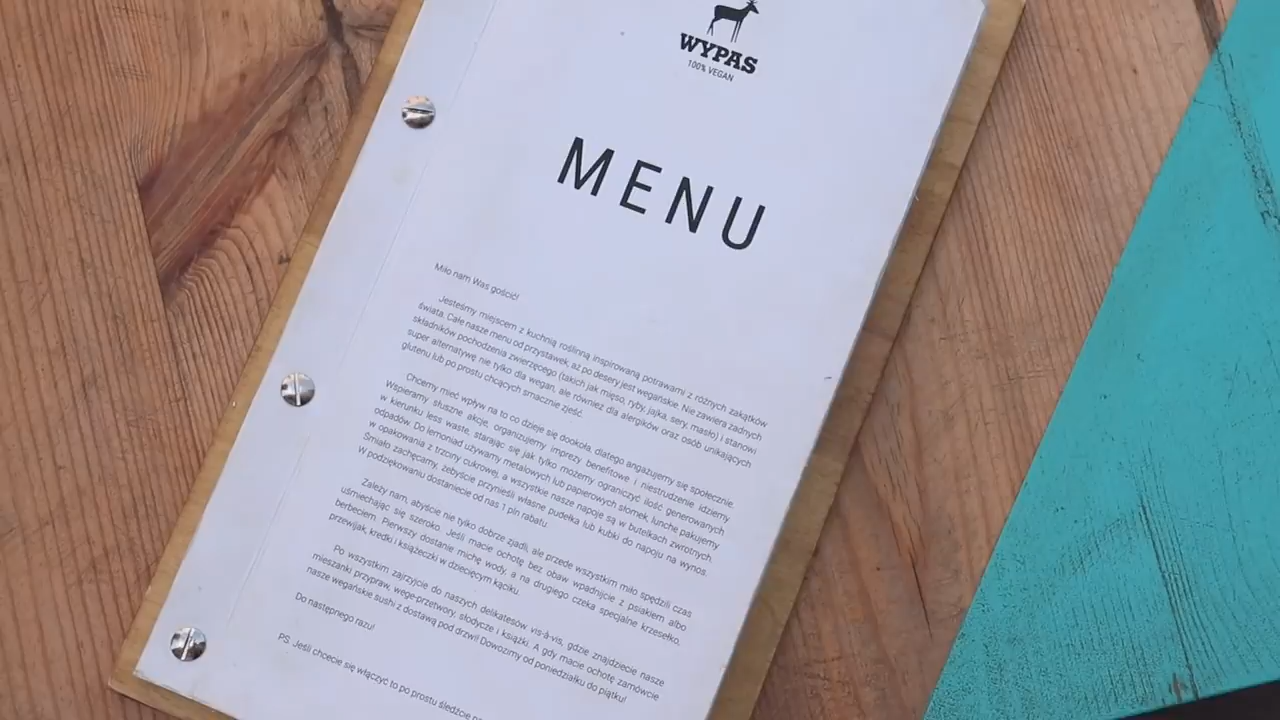 WYPAS
100% VEGAN
MENU
Miło nam Was gościć!
Jesteśmy miejscem z kuchnią roślinną inspirowaną potrawami z różnych zakątków
świata. Całe nasze menu od przystawek, aż po desery jest wegańskie. Nie zawiera żadnych
składników pochodzenia zwierzęcego (takich jak mięso, ryby, jajka, sery, masło) i stanowi
super alternatywę nie tylko dla wegan, ale również dla alergików oraz osób unikających
glutenu lub po prostu chcących smacznie zjeść.
Chcemy mieć wpływ na to co dzieje się dookoła, dlatego angażujemy się społecznie.
Wspieramy słuszne akcje, organizujemy imprezy benefitowe i niestrudzenie idziemy
w kierunku less waste, starając się jak tylko możemy ograniczyć ilość generowanych
odpadów. Do lemoniad używamy metalowych lub papierowych słomek, lunche pakujemy
w opakowania z trzciny cukrowej, a wszystkie nasze napoje są w butelkach zwrotnych.
Śmiało zachęcamy, żebyście przynieśli własne pudełka lub kubki do napoju na wynos.
W podziękowaniu dostaniecie od nas 1 pln rabatu.
Zależy nam, abyście nie tylko dobrze zjadli, ale przede wszystkim miło spędzili czas
uśmiechając się szeroko. Jeśli macie ochotę bez obaw wpadnijcie z psiakiem albo
berbeciem. Pierwszy dostanie michę wody, a na drugiego czeka specjalne krzesełko,
przewijak, kredki i książeczki w dziecięcym kąciku.
Po wszystkim zajrzyjcie do naszych delikatesów vis-à-vis, gdzie znajdziecie nasze
mieszanki przypraw, wege-przetwory, słodycze i książki. A gdy macie ochotę zamówcie
nasze wegańskie sushi z dostawą pod drzwi! Dowozimy od poniedziałku do piątku!
Do następnego razu!
PS. Jeśli chcecie się włączyć to po prostu śledźcie